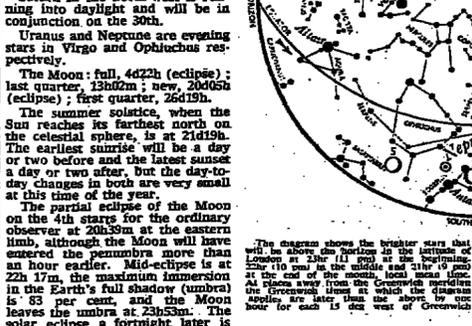 ning into daylight and will be in
conjunction on the 30th.
Uranus and Neptune are evening
stars in Virgo and Ophiuchus res-
pectively.
The Moon: full, 4d22h (eclipse);
last quarter, 13h02m; new, 20d05h
(eclipse); first quarter, 26d19h.
The summer solstice, when the
Sun reaches its farthest north on
the celestial sphere, is at 21d19h.
The earliest sunrise will be a day
or two before and the latest sunset
a day or two after, but the day-to-
day changes in both are very small
at this time of the year.
The partial eclipse of the Moon
on the 4th starts for the ordinary
observer at 20h39m at the eastern
limb, although the Moon will have
entered the penumbra more than
an hour earlier. Mid-eclipse is at
22h 17m, the maximum immersion
in the Earth's full shadow (umbra)
is 83 per cent, and the Moon
leaves the umbra at 23h53m. The
solar eclipse a fortnight later is
Altair
OPHIUCHUS
SOUTH
The diagram shows the brighter stars that
will be above the horizon in the latitude of
London at 23hr (11 pm) at the beginning,
22hr (10 pm) in the middle and 21hr (9 pm)
at the end of the month, local mean time.
At places away from the Greenwich meridian
the Greenwich times at which the diagram
applies are later than the above by one
hour for each 15 deg west of Greenwich